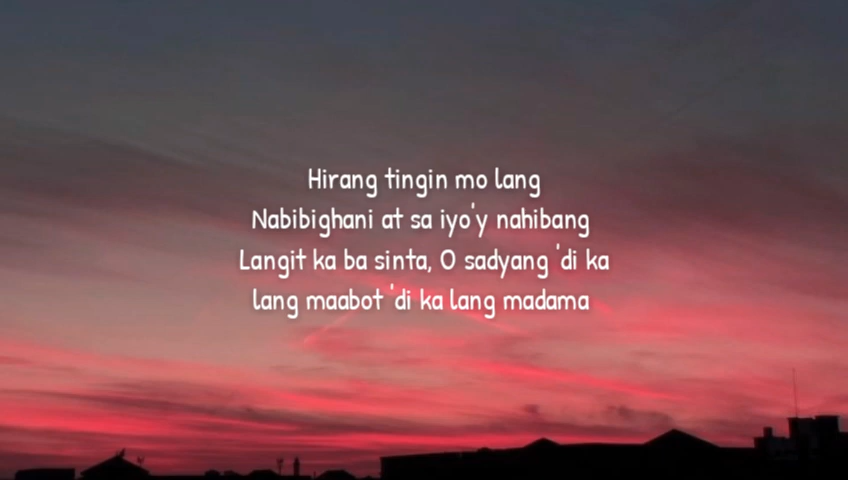 Hirang tingin mo lang
Nabibighani at sa iyo'y nahibang
Langit ka ba sinta, O sadyang 'di ka
lang maabot 'di ka lang madama